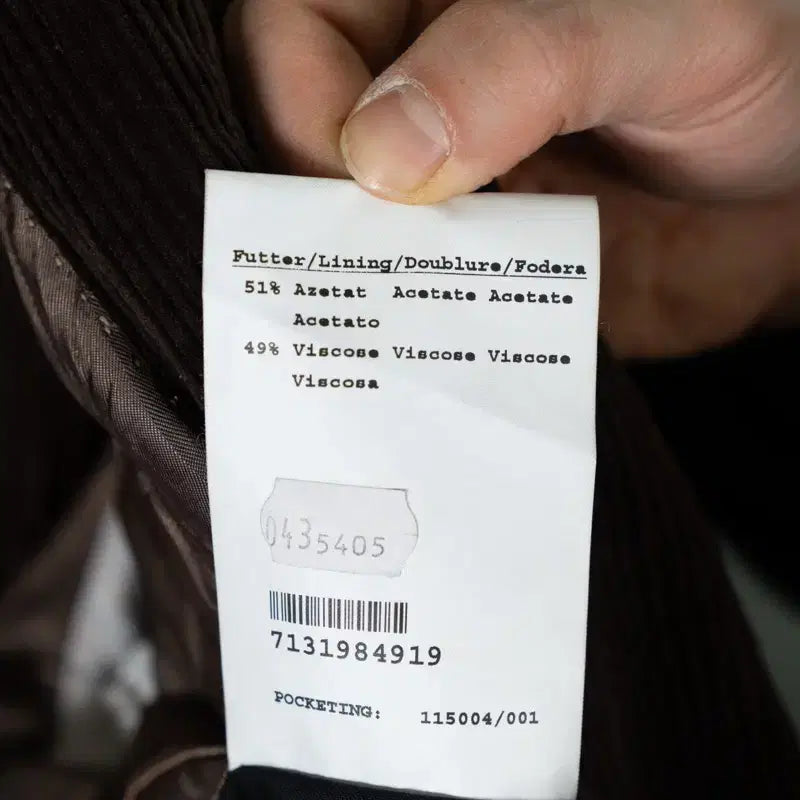 Futter/Lining/Doublure/Fodera
51% Azetat Acetate Acetate
Acetato
49% Viscose Viscose Viscose
Viscosa
0435405
7131984919
POCKETING: 115004/001